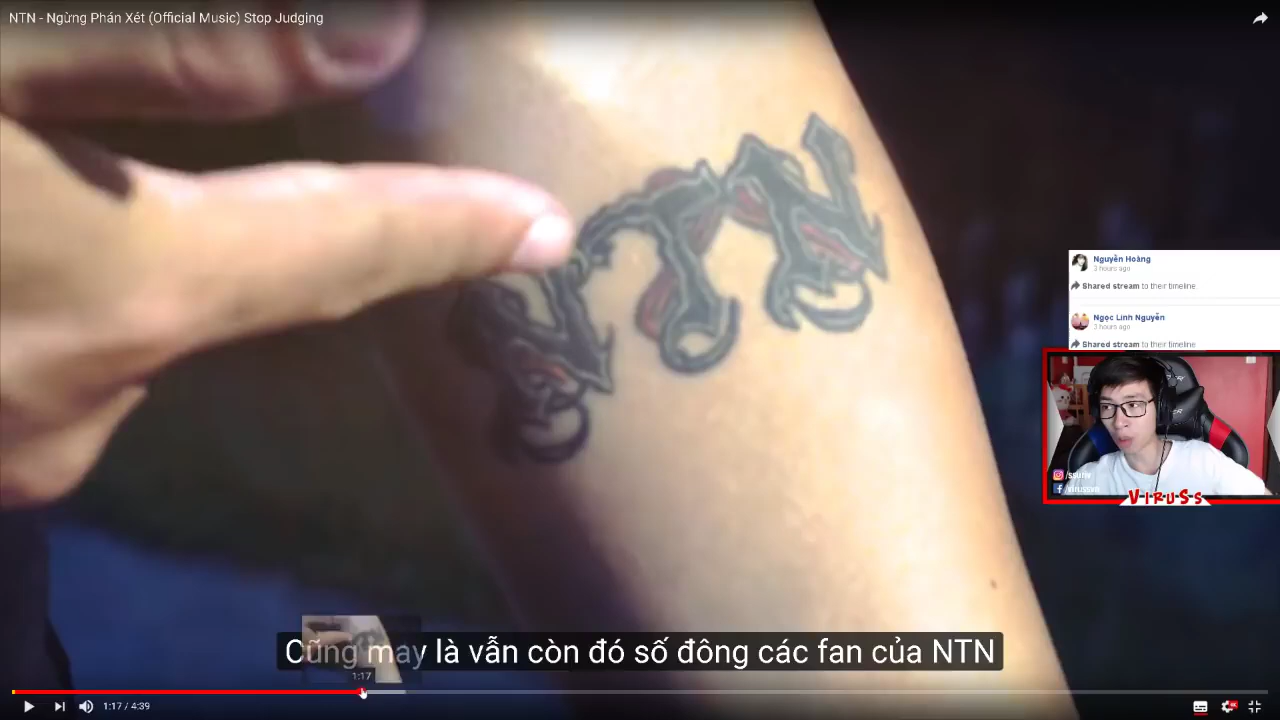 NTN - Ngừng Phán Xét (Official Music) Stop Judging
NTN
Nguyễn Hoàng
3 hours ago
Shared stream to their timeline.
Ngọc Linh Nguyễn
3 hours ago
Shared stream to their timeline.
ViruSs
Cũng may là vẫn còn đó số đông các fan của NTN
1:17
1:17 / 4:39